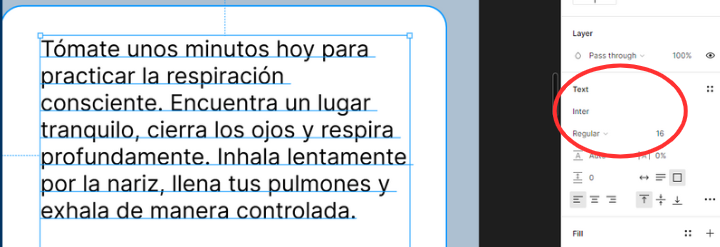 Tómate unos minutos hoy para
practicar la respiración
consciente. Encuentra un lugar
tranquilo, cierra los ojos y respira
profundamente. Inhala lentamente
por la nariz, llena tus pulmones y
exhala de manera controlada.
Layer
Pass through 100%
Text
Inter
Regular 16
0%
0
Fill